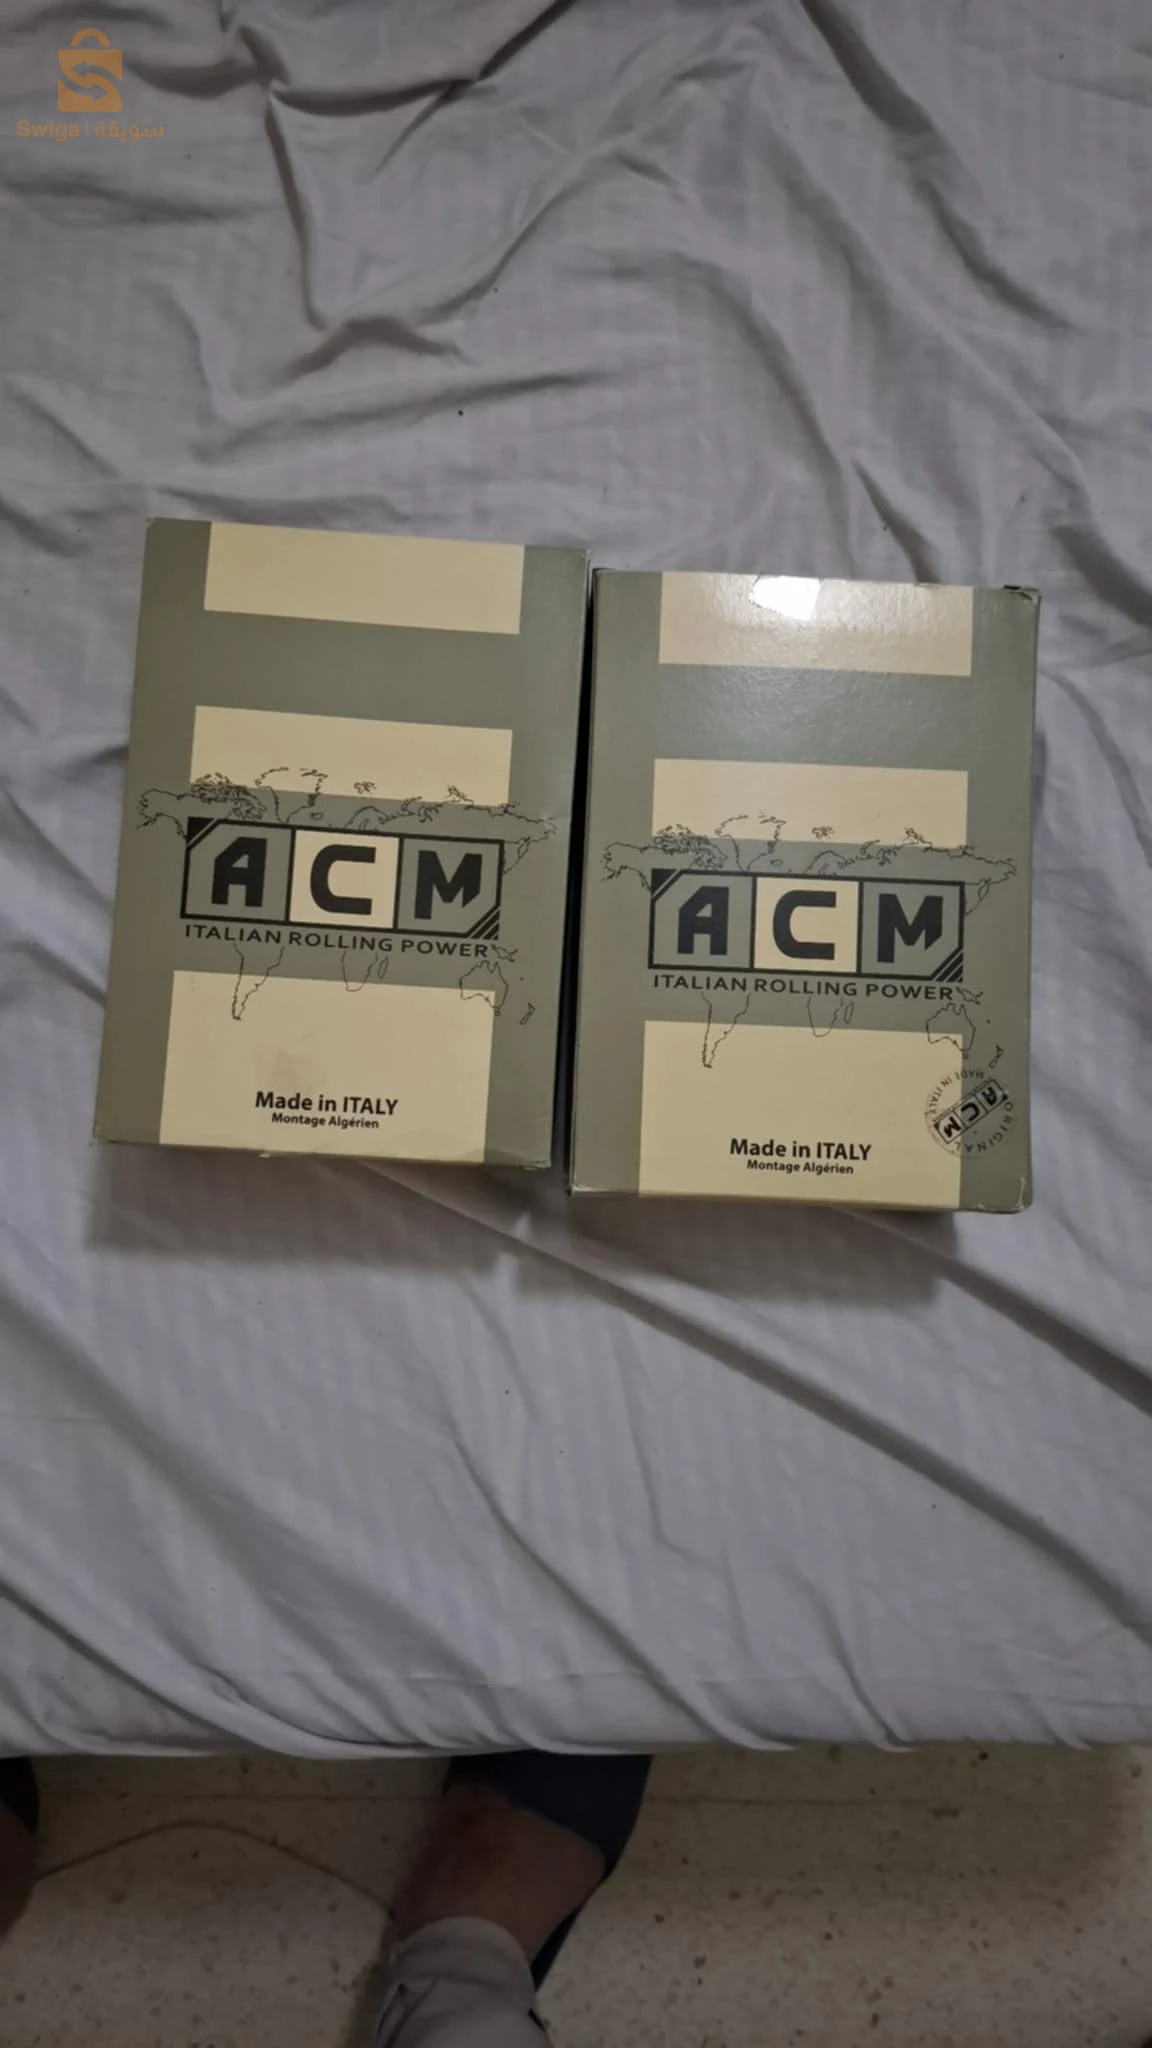 Swiga | سويقة
ACM
ITALIAN ROLLING POWER
Made in ITALY
Montage Algérien
ACM
ITALIAN ROLLING POWER
Made in ITALY
Montage Algérien
MADE IN ITALY
ACM
ORIGINAL